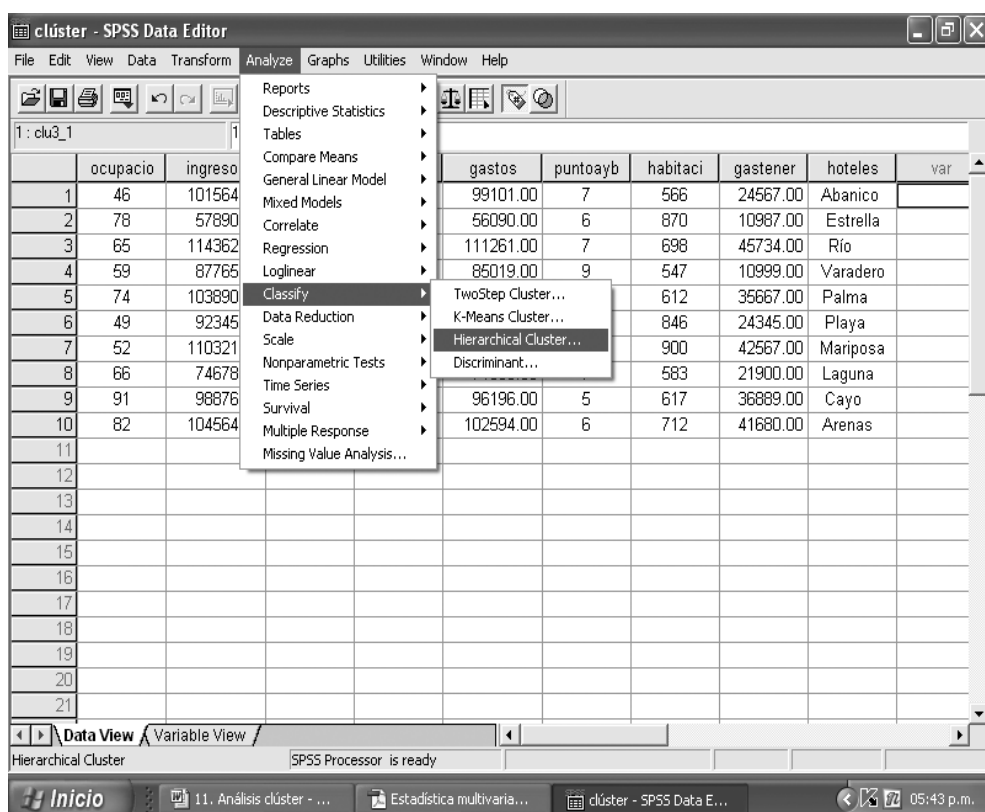 clúster - SPSS Data Editor
File Edit View Data Transform Analyze Graphs Utilities Window Help
1 : clu3_1
ocupacio ingreso gastos puntoayb habitaci gastener hoteles var
1 46 101564 99101.00 7 566 24567.00 Abanico
2 78 57890 56090.00 6 870 10987.00 Estrella
3 65 114362 111261.00 7 698 45734.00 Río
4 59 87765 85019.00 9 547 10999.00 Varadero
5 74 103890 612 35667.00 Palma
6 49 92345 846 24345.00 Playa
7 52 110321 900 42567.00 Mariposa
8 66 74678 583 21900.00 Laguna
9 91 98876 96196.00 5 617 36889.00 Cayo
10 82 104564 102594.00 6 712 41680.00 Arenas
11
12
13
14
15
16
17
18
19
20
21
Reports
Descriptive Statistics
Tables
Compare Means
General Linear Model
Mixed Models
Correlate
Regression
Loglinear
Classify
Data Reduction
Scale
Nonparametric Tests
Time Series
Survival
Multiple Response
Missing Value Analysis...
TwoStep Cluster...
K-Means Cluster...
Hierarchical Cluster...
Discriminant...
Data View Variable View
Hierarchical Cluster SPSS Processor is ready
Inicio 11. Análisis clúster - ... Estadística multivaria... clúster - SPSS Data E... 05:43 p.m.